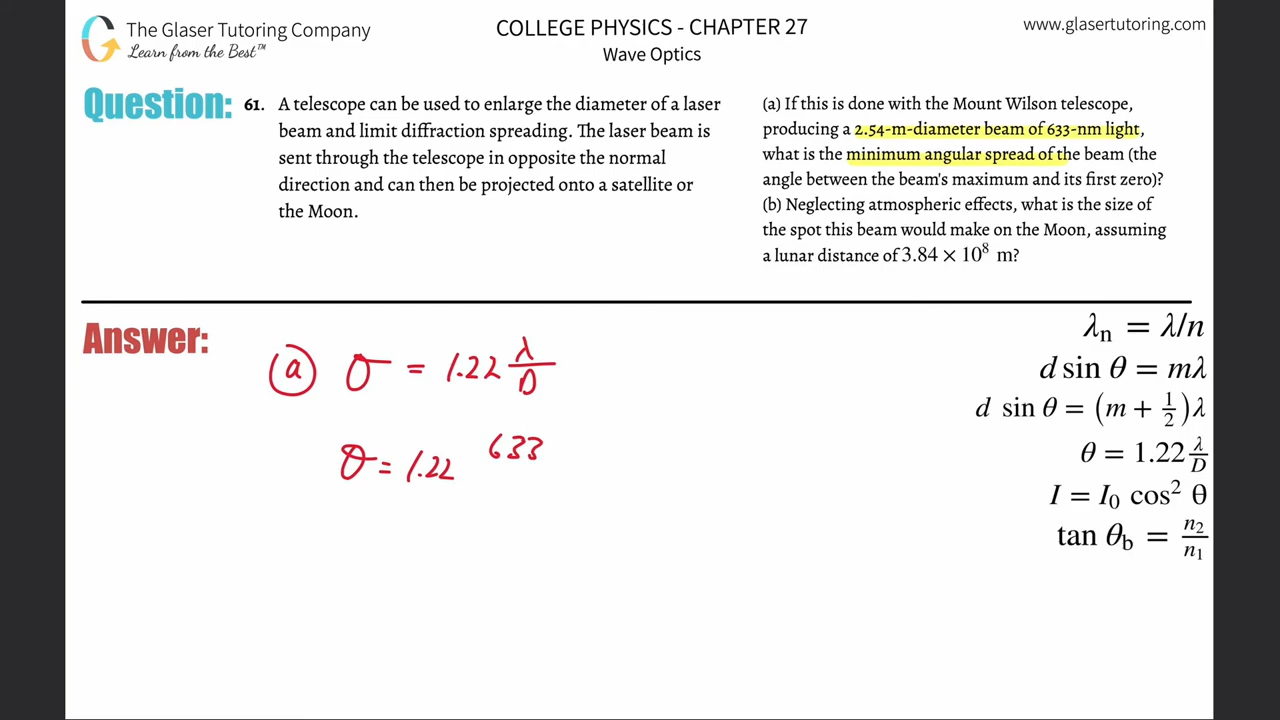 The Glaser Tutoring Company
Learn from the Best™
COLLEGE PHYSICS - CHAPTER 27
Wave Optics
www.glasertutoring.com
Question:
61. A telescope can be used to enlarge the diameter of a laser
beam and limit diffraction spreading. The laser beam is
sent through the telescope in opposite the normal
direction and can then be projected onto a satellite or
the Moon.
(a) If this is done with the Mount Wilson telescope,
producing a 2.54-m-diameter beam of 633-nm light,
what is the minimum angular spread of the beam (the
angle between the beam's maximum and its first zero)?
(b) Neglecting atmospheric effects, what is the size of
the spot this beam would make on the Moon, assuming
a lunar distance of 3.84 × 10⁸ m?
Answer:
(a) θ = 1.22 λ/D
θ = 1.22 633
λₙ = λ/n
d sin θ = mλ
d sin θ = (m + 1/2)λ
θ = 1.22 λ/D
I = I₀ cos² θ
tan θb = n₂/n₁